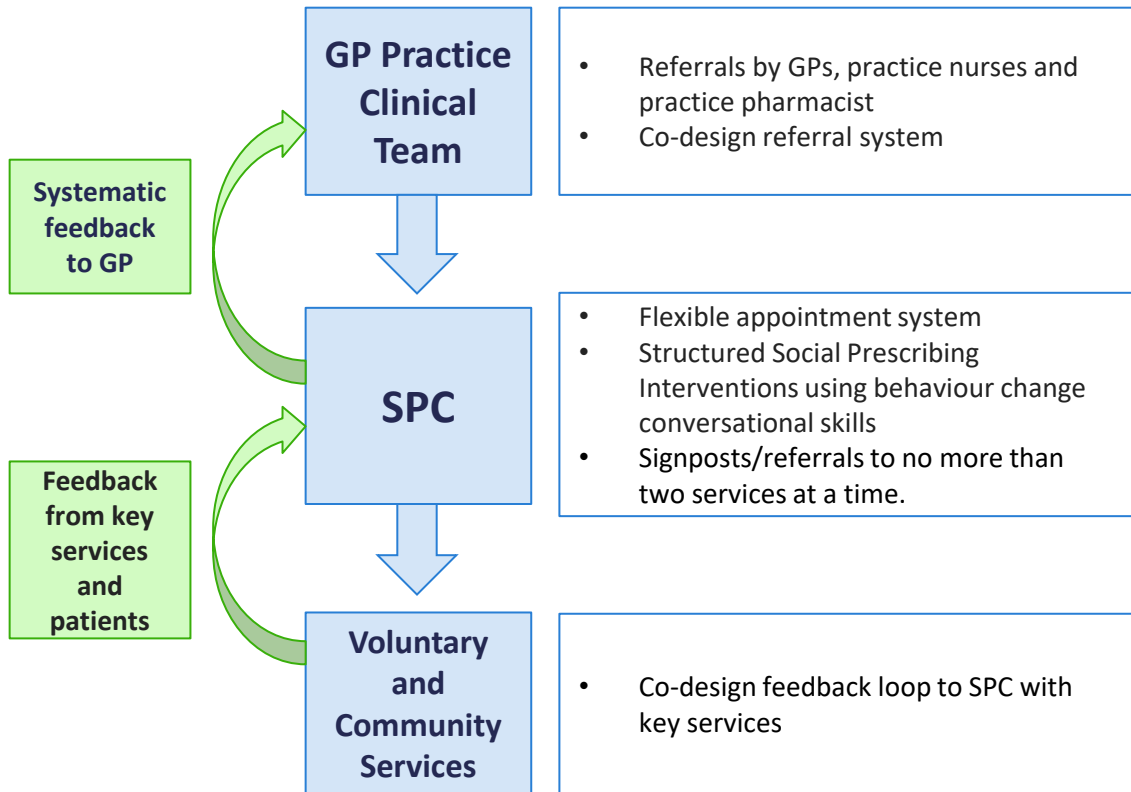 GP Practice
Clinical
Team
• Referrals by GPs, practice nurses and
practice pharmacist
• Co-design referral system
Systematic
feedback
to GP
SPC
• Flexible appointment system
• Structured Social Prescribing
Interventions using behaviour change
conversational skills
• Signposts/referrals to no more than
two services at a time.
Feedback
from key
services
and
patients
Voluntary
and
Community
Services
• Co-design feedback loop to SPC with
key services